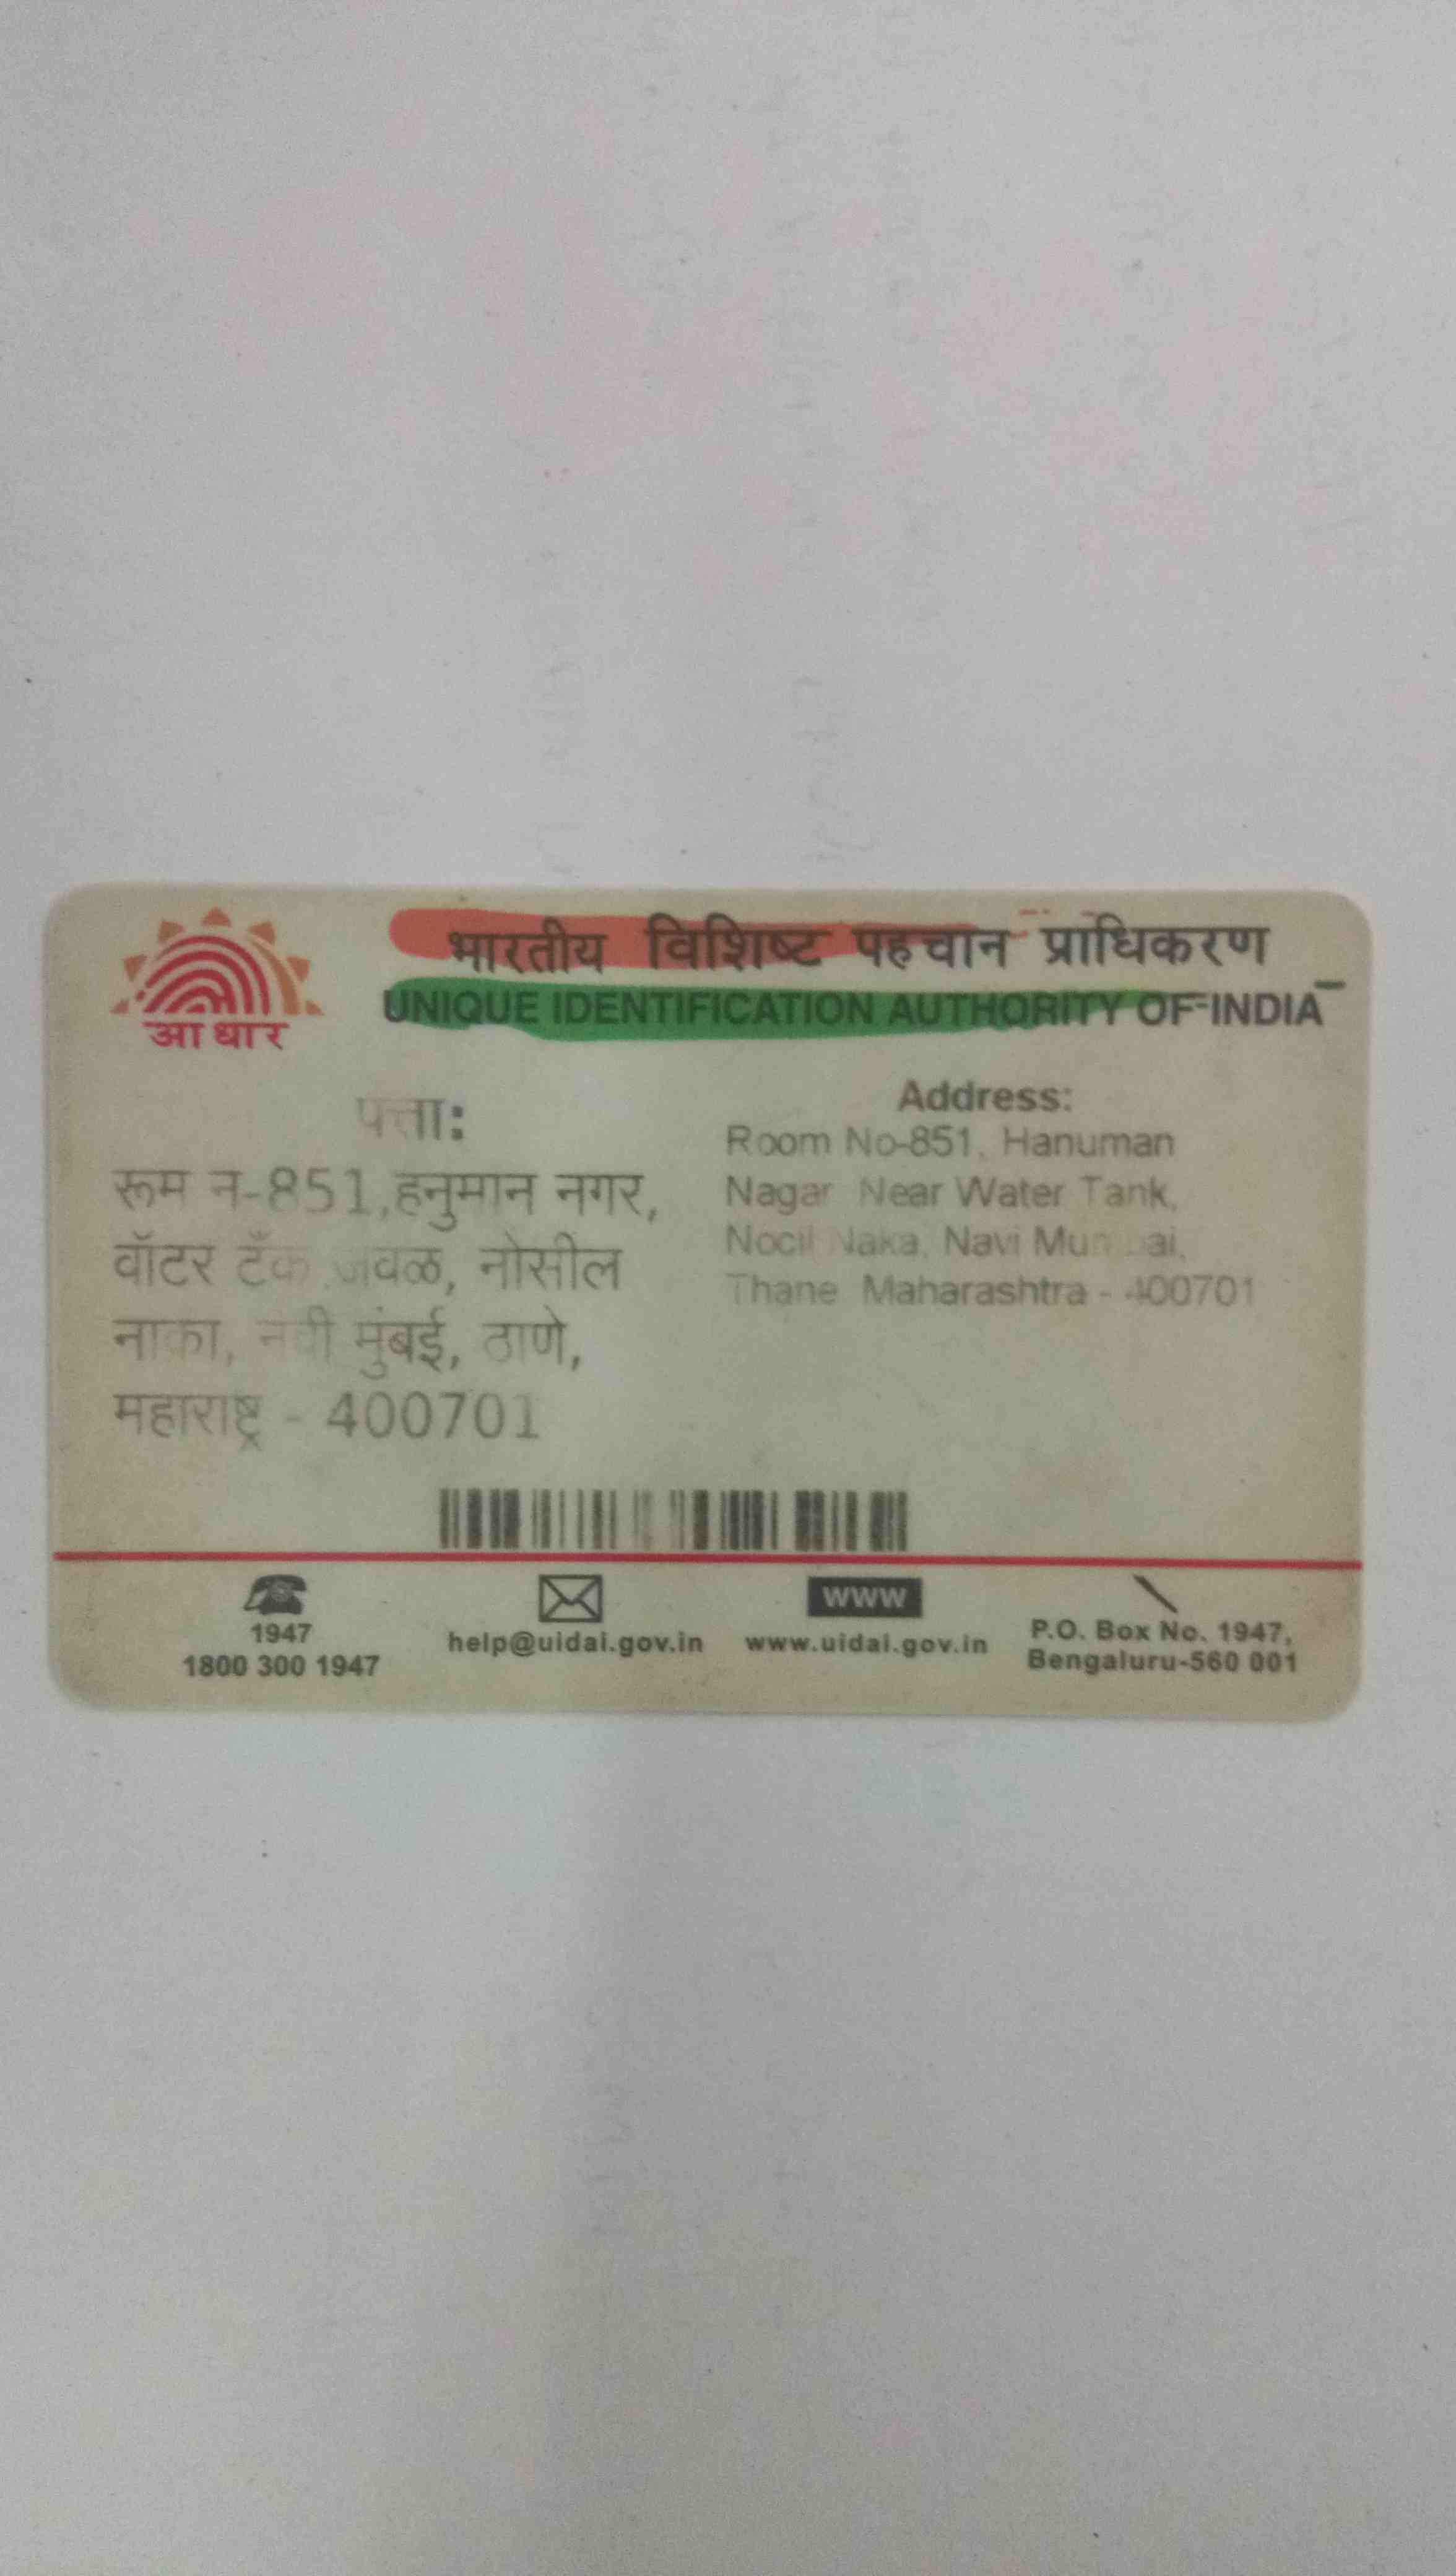 भारतीय विशिष्ट पहचान प्राधिकरण
UNIQUE IDENTIFICATION AUTHORITY OF INDIA
आधार
पत्ता:
रूम न-851,हनुमान नगर,
वॉटर टँक जवळ, नोसील
नाका, नवी मुंबई, ठाणे,
महाराष्ट्र - 400701
Address:
Room No-851, Hanuman
Nagar Near Water Tank,
Nocil Naka, Navi Mumbai,
Thane Maharashtra - 400701
1947
1800 300 1947
help@uidai.gov.in
WWW
www.uidai.gov.in
P.O. Box No. 1947,
Bengaluru-560 001